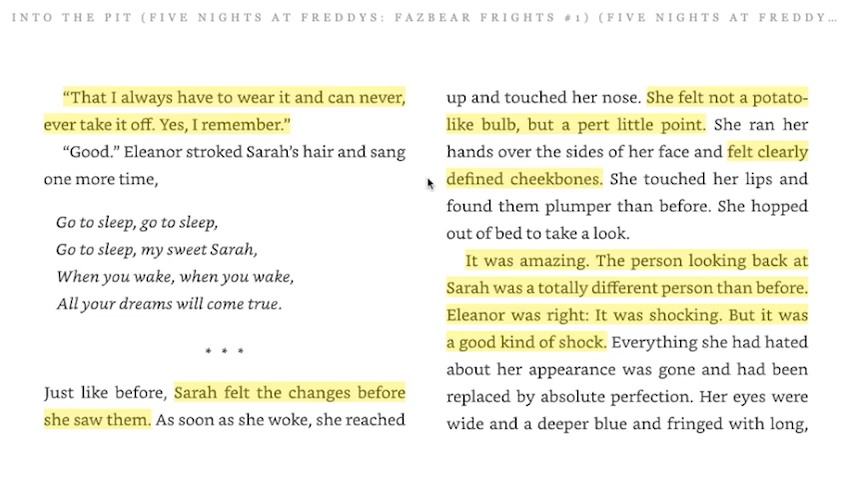 INTO THE PIT (FIVE NIGHTS AT FREDDYS: FAZBEAR FRIGHTS #1) (FIVE NIGHTS AT FREDDY...
“That I always have to wear it and can never,
ever take it off. Yes, I remember.”
“Good.” Eleanor stroked Sarah’s hair and sang
one more time,
Go to sleep, go to sleep,
Go to sleep, my sweet Sarah,
When you wake, when you wake,
All your dreams will come true.
* * *
Just like before, Sarah felt the changes before
she saw them. As soon as she woke, she reached
up and touched her nose. She felt not a potato-
like bulb, but a pert little point. She ran her
hands over the sides of her face and felt clearly
defined cheekbones. She touched her lips and
found them plumper than before. She hopped
out of bed to take a look.
It was amazing. The person looking back at
Sarah was a totally different person than before.
Eleanor was right: It was shocking. But it was
a good kind of shock. Everything she had hated
about her appearance was gone and had been
replaced by absolute perfection. Her eyes were
wide and a deeper blue and fringed with long,